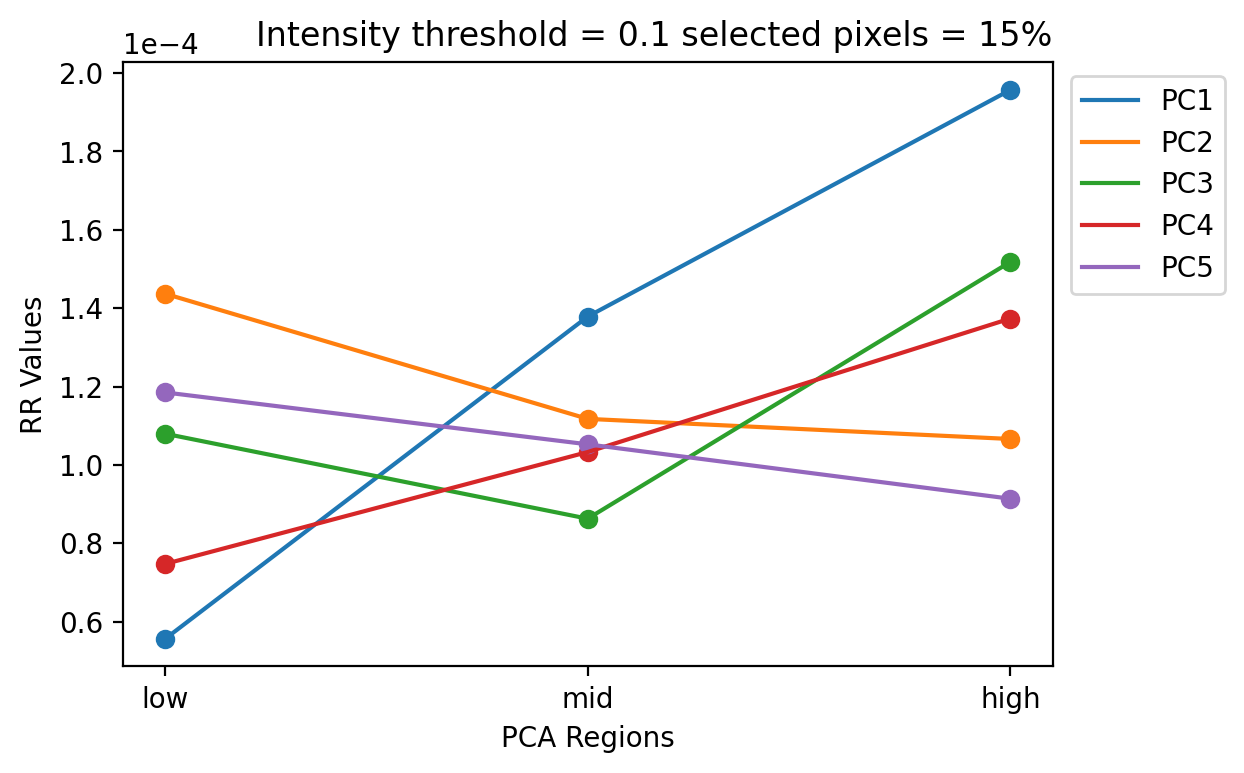 Intensity threshold = 0.1 selected pixels = 15%
1e−4
2.0
1.8
1.6
1.4
1.2
1.0
0.8
0.6
RR Values
low
mid
high
PCA Regions
PC1
PC2
PC3
PC4
PC5